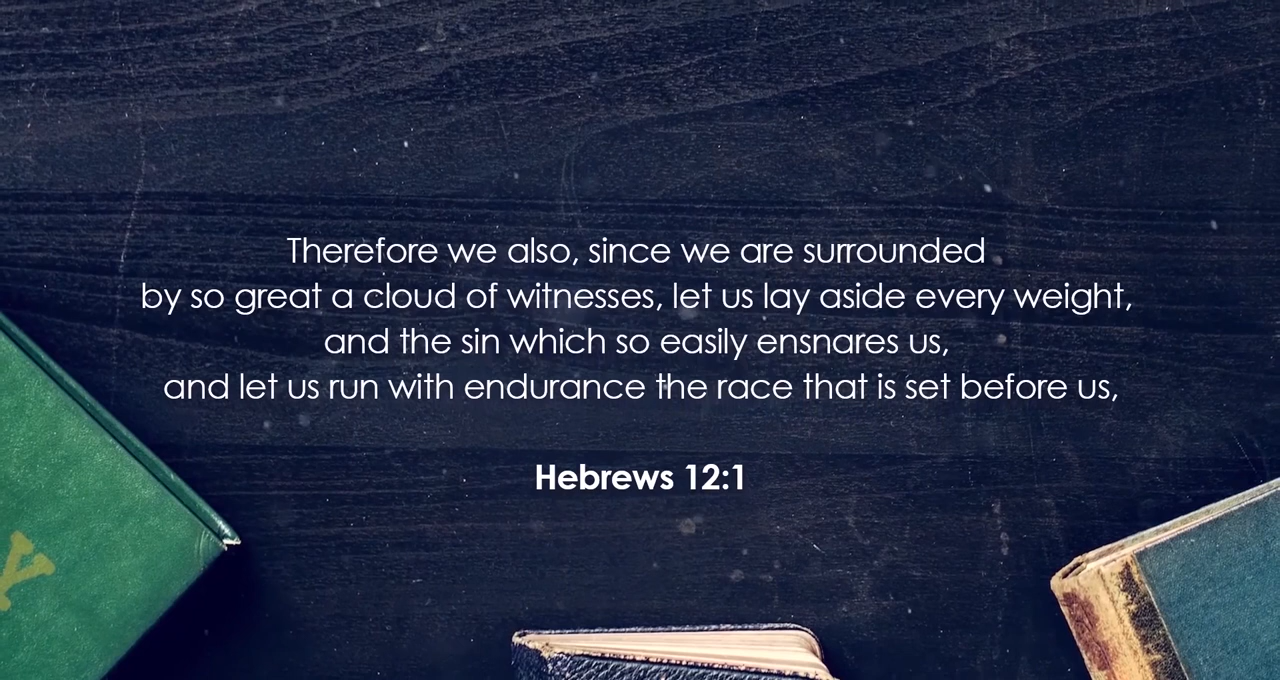 Therefore we also, since we are surrounded
by so great a cloud of witnesses, let us lay aside every weight,
and the sin which so easily ensnares us,
and let us run with endurance the race that is set before us,
Hebrews 12:1
Y